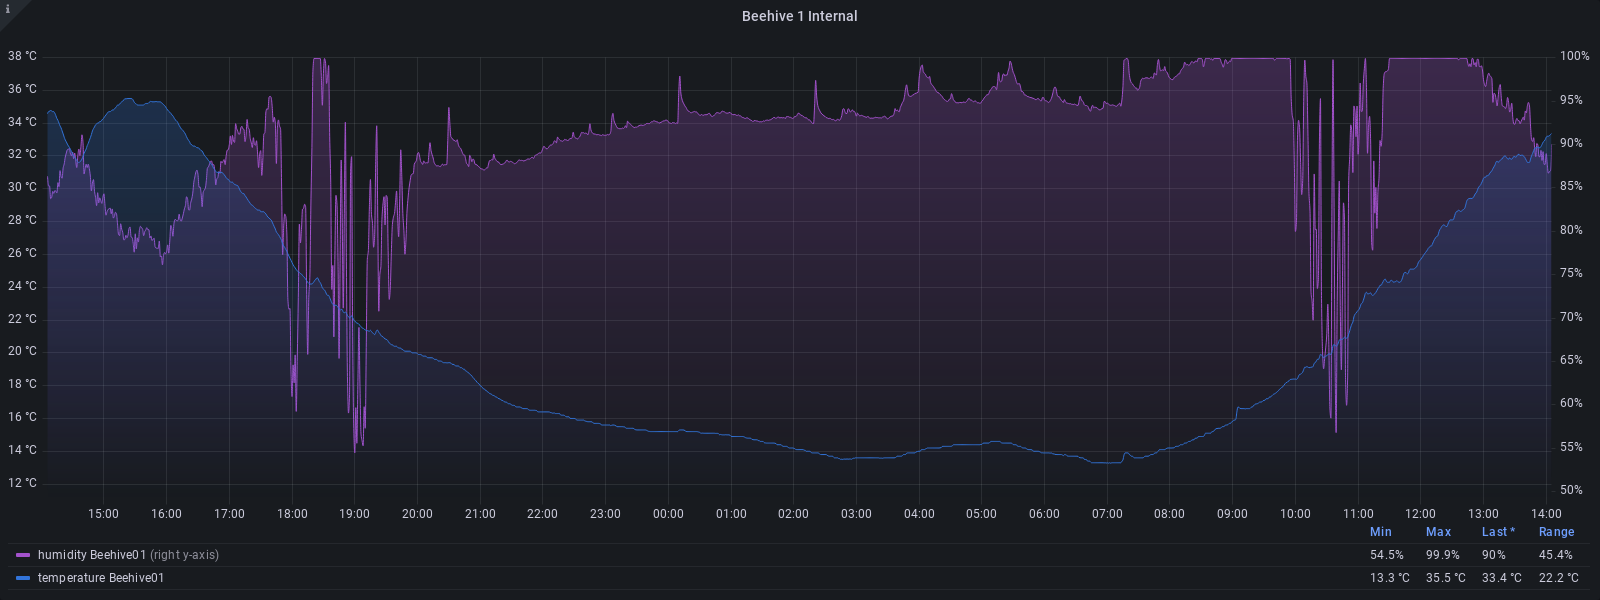 i
Beehive 1 Internal
38 °C 100%
36 °C 95%
34 °C 90%
32 °C 85%
30 °C 80%
28 °C 75%
26 °C 70%
24 °C 65%
22 °C 60%
20 °C 55%
18 °C 50%
16 °C
14 °C
12 °C
15:00 16:00 17:00 18:00 19:00 20:00 21:00 22:00 23:00 00:00 01:00 02:00 03:00 04:00 05:00 06:00 07:00 08:00 09:00 10:00 11:00 12:00 13:00 14:00
Min Max Last * Range
humidity Beehive01 (right y-axis) 54.5% 99.9% 90% 45.4%
temperature Beehive01 13.3 °C 35.5 °C 33.4 °C 22.2 °C